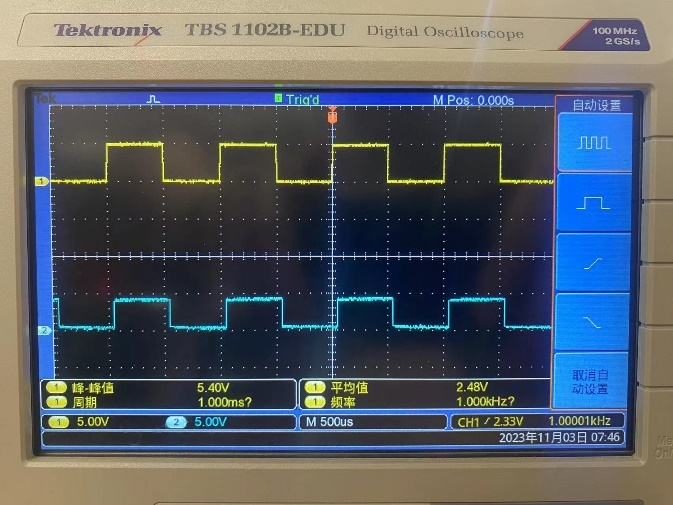 Tektronix TBS 1102B-EDU Digital Oscilloscope 100 MHz
2 GS/s
Tek Trig'd M Pos: 0.000s 自动设置
1
2
1 峰-峰值 5.40V 1 平均值 2.48V
1 周期 1.000ms? 1 频率 1.000kHz?
取消自
动设置
1 5.00V 2 5.00V M 500us CH1 / 2.33V 1.00001kHz
2023年11月03日 07:46